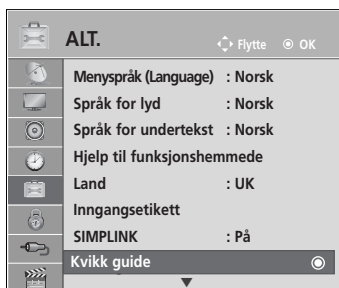 ALT. Flytte OK
Menyspråk (Language) : Norsk
Språk for lyd : Norsk
Språk for undertekst : Norsk
Hjelp til funksjonshemmede
Land : UK
Inngangsetikett
SIMPLINK : På
Kvikk guide